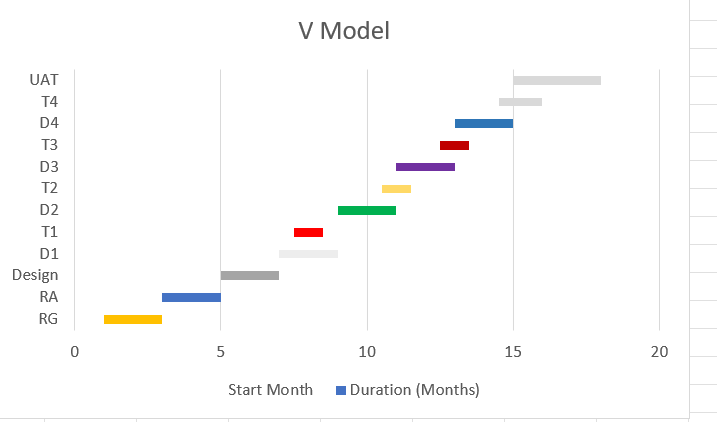 V Model
UAT
T4
D4
T3
D3
T2
D2
T1
D1
Design
RA
RG
0 5 10 15 20
Start Month Duration (Months)